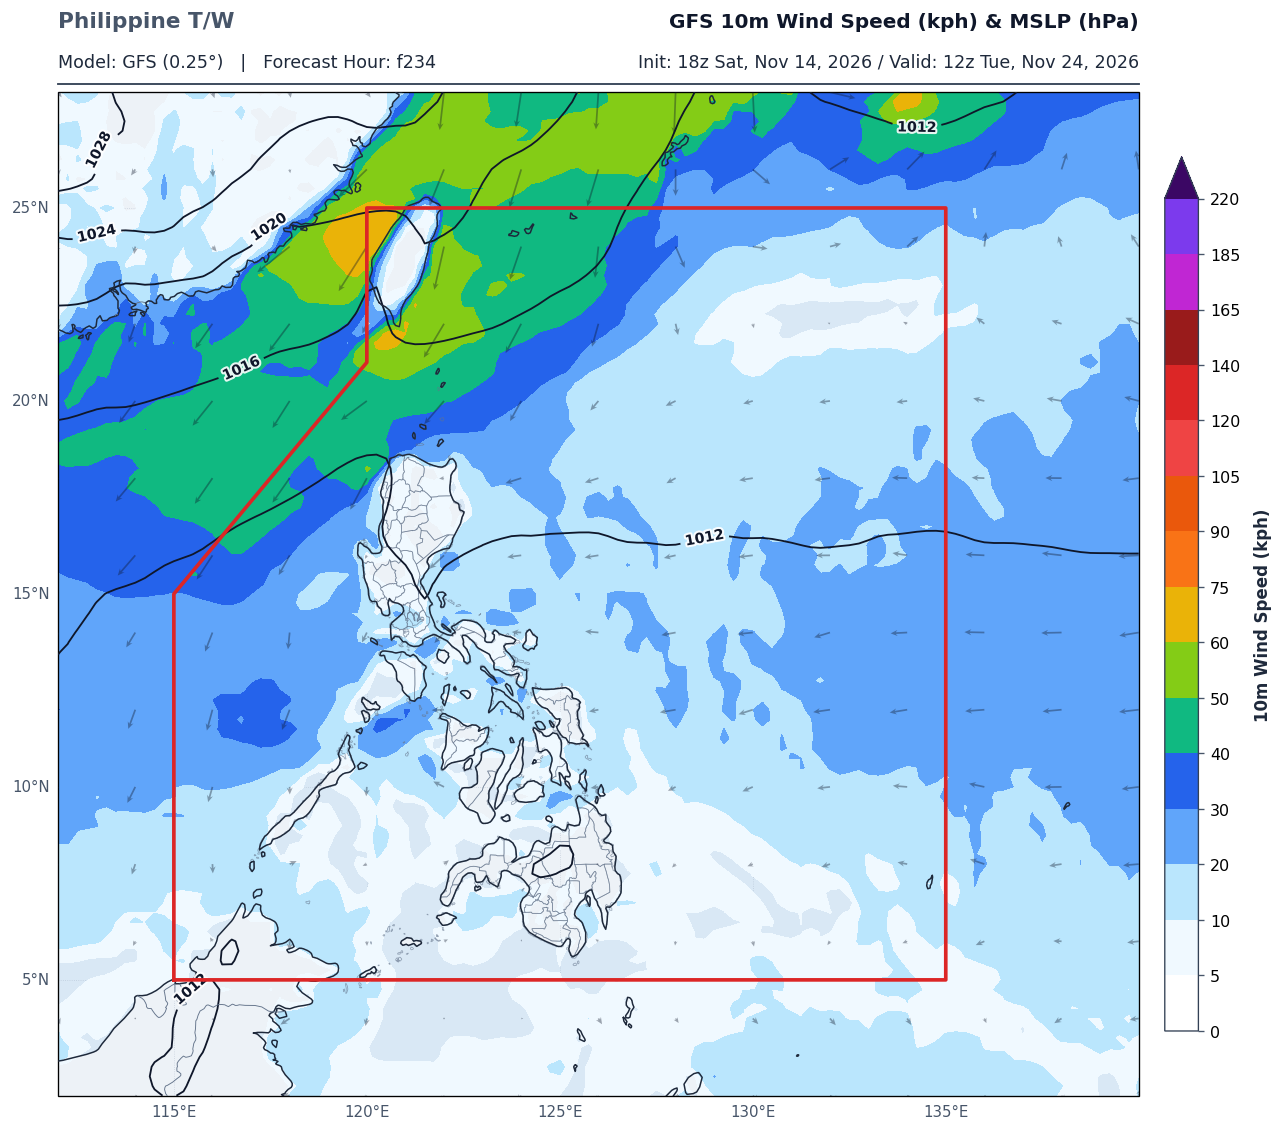 Philippine T/W
GFS 10m Wind Speed (kph) & MSLP (hPa)
Model: GFS (0.25°)   |   Forecast Hour: f234
Init: 18z Sat, Nov 14, 2026 / Valid: 12z Tue, Nov 24, 2026
1028
1012
1024
1020
1016
1012
1012
25°N
20°N
15°N
10°N
5°N
115°E
120°E
125°E
130°E
135°E
220
185
165
140
120
105
90
75
60
50
40
30
20
10
5
0
10m Wind Speed (kph)